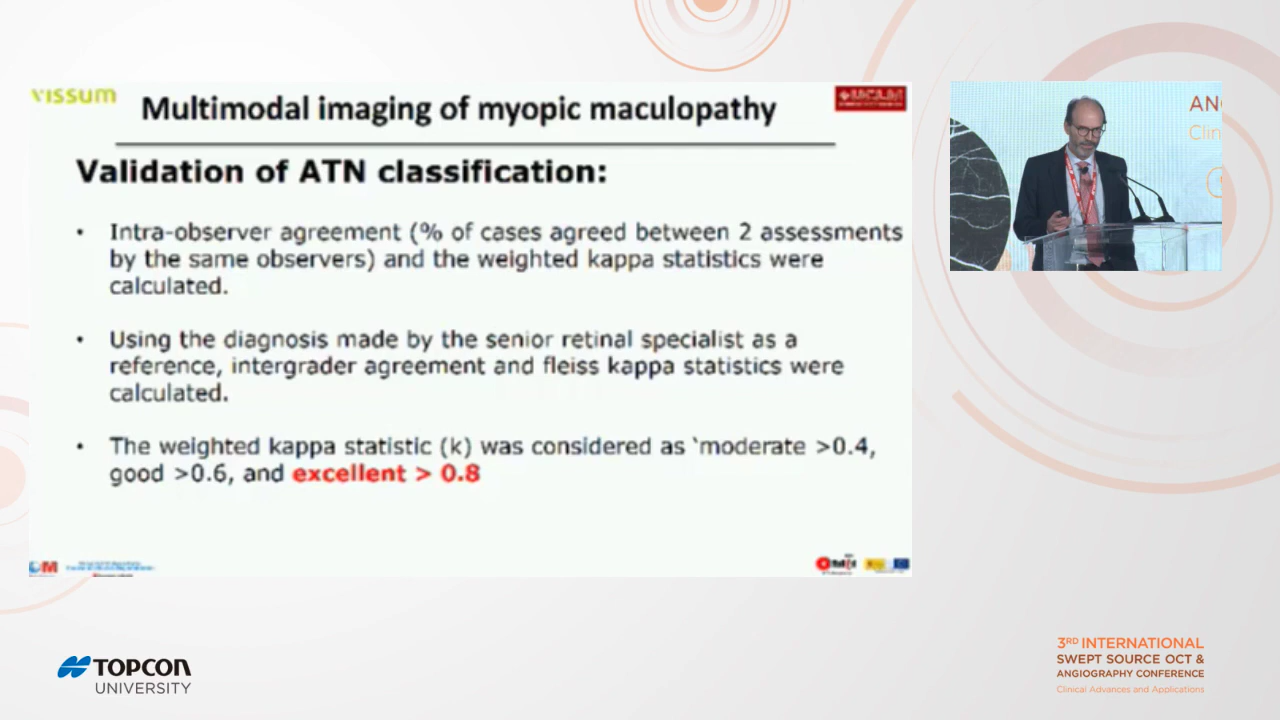 vissum
Multimodal imaging of myopic maculopathy
Validation of ATN classification:
• Intra-observer agreement (% of cases agreed between 2 assessments
by the same observers) and the weighted kappa statistics were
calculated.
• Using the diagnosis made by the senior retinal specialist as a
reference, intergrader agreement and fleiss kappa statistics were
calculated.
• The weighted kappa statistic (k) was considered as ‘moderate >0.4,
good >0.6, and excellent > 0.8
AN
Clin
TOPCON
UNIVERSITY
3RD INTERNATIONAL
SWEPT SOURCE OCT &
ANGIOGRAPHY CONFERENCE
Clinical Advances and Applications